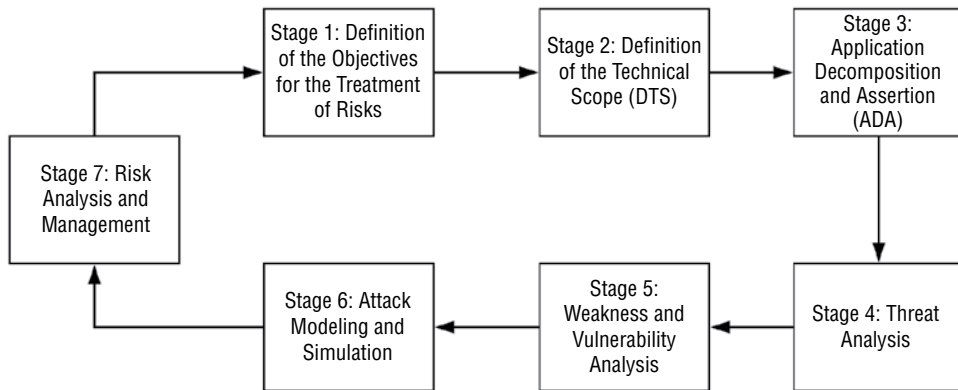 Stage 1: Definition
of the Objectives
for the Treatment
of Risks
Stage 2: Definition
of the Technical
Scope (DTS)
Stage 3:
Application
Decomposition
and Assertion
(ADA)
Stage 4: Threat
Analysis
Stage 5:
Weakness and
Vulnerability
Analysis
Stage 6: Attack
Modeling and
Simulation
Stage 7: Risk
Analysis and
Management